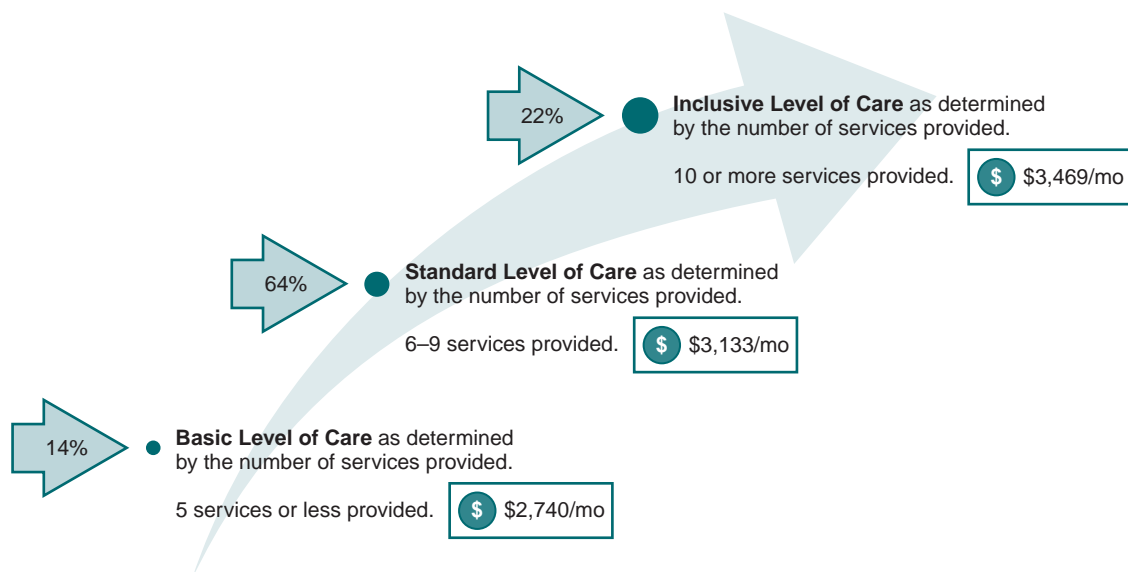 22%
Inclusive Level of Care as determined
by the number of services provided.
10 or more services provided.
$ $3,469/mo
64%
Standard Level of Care as determined
by the number of services provided.
6–9 services provided.
$ $3,133/mo
14%
Basic Level of Care as determined
by the number of services provided.
5 services or less provided.
$ $2,740/mo